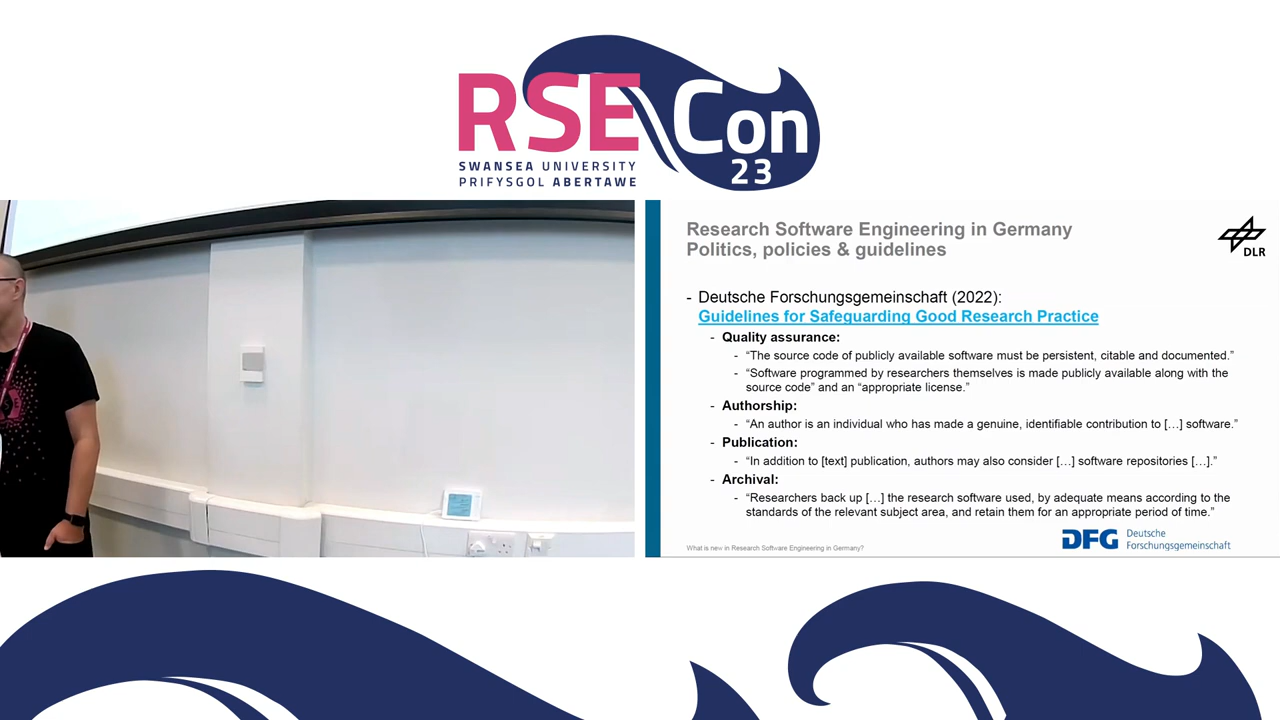 RSE Con
23
SWANSEA UNIVERSITY
PRIFYSGOL ABERTAWE
Research Software Engineering in Germany
Politics, policies & guidelines
DLR
- Deutsche Forschungsgemeinschaft (2022):
Guidelines for Safeguarding Good Research Practice
- Quality assurance:
- “The source code of publicly available software must be persistent, citable and documented.”
- “Software programmed by researchers themselves is made publicly available along with the
source code” and an “appropriate license.”
- Authorship:
- “An author is an individual who has made a genuine, identifiable contribution to […] software.”
- Publication:
- “In addition to [text] publication, authors may also consider […] software repositories […].”
- Archival:
- “Researchers back up […] the research software used, by adequate means according to the
standards of the relevant subject area, and retain them for an appropriate period of time.”
What is new in Research Software Engineering in Germany?
DFG Deutsche
Forschungsgemeinschaft